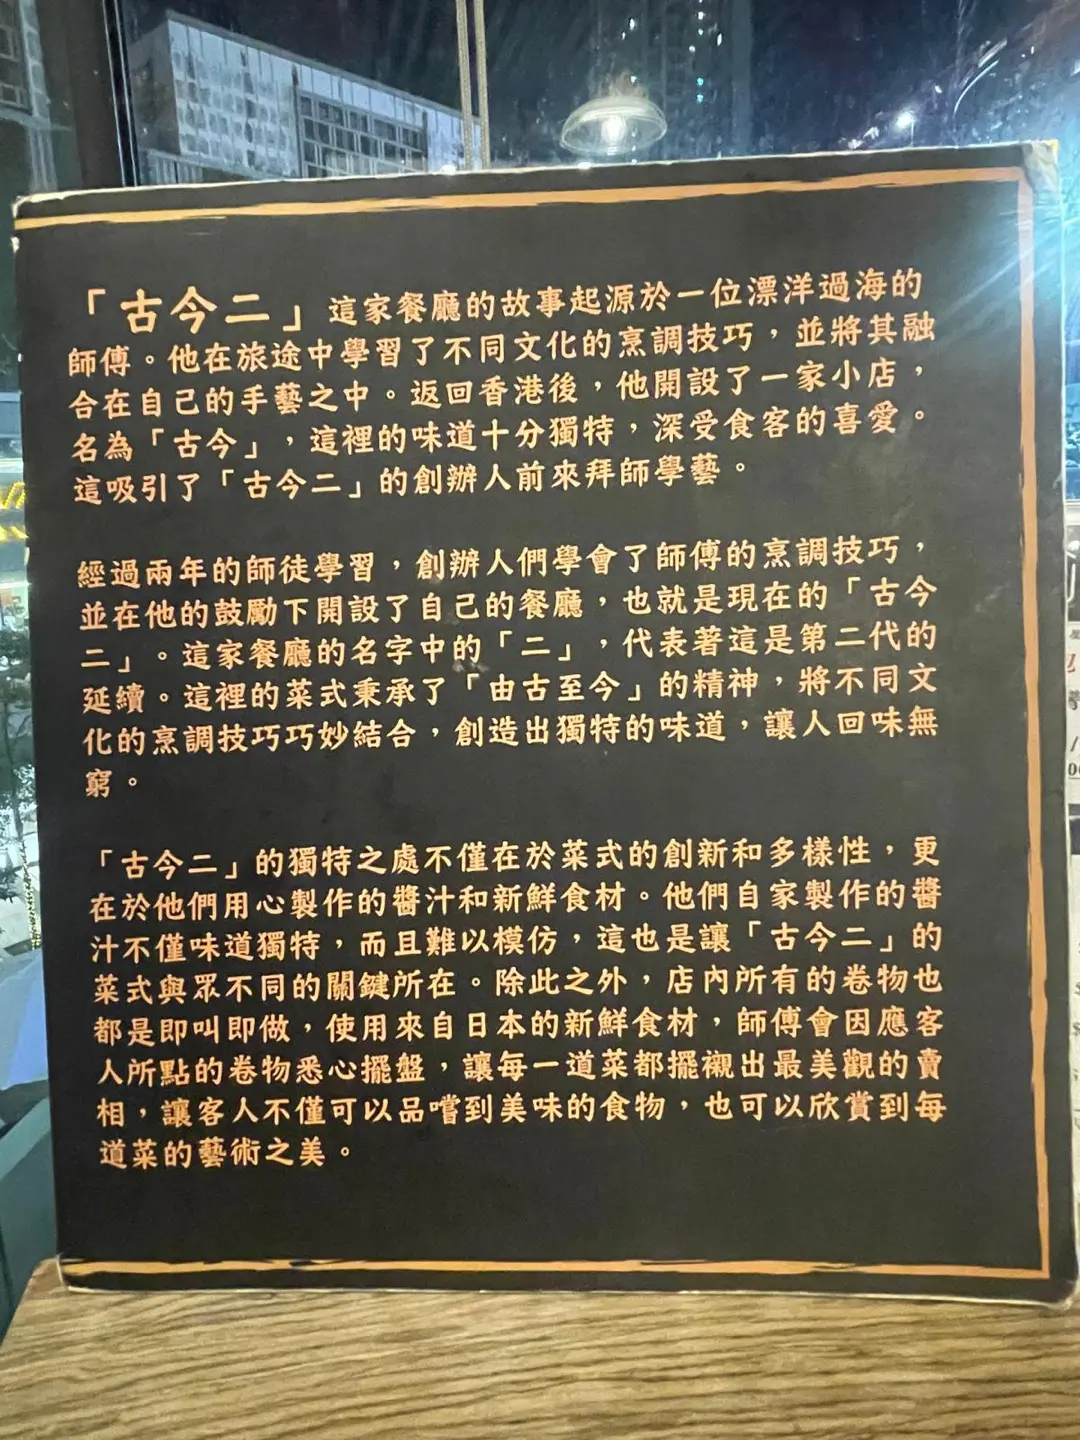 「古今二」這家餐廳的故事起源於一位漂洋過海的
師傅。他在旅途中學習了不同文化的烹調技巧，並將其融
合在自己的手藝之中。返回香港後，他開設了一家小店，
名為「古今」，這裡的味道十分獨特，深受食客的喜愛。
這吸引了「古今二」的創辦人前來拜師學藝。
經過兩年的師徒學習，創辦人們學會了師傅的烹調技巧，
並在他的鼓勵下開設了自己的餐廳，也就是現在的「古今
二」。這家餐廳的名字中的「二」，代表著這是第二代的
延續。這裡的菜式秉承了「由古至今」的精神，將不同文
化的烹調技巧巧妙結合，創造出獨特的味道，讓人回味無
窮。
「古今二」的獨特之處不僅在於菜式的創新和多樣性，更
在於他們用心製作的醬汁和新鮮食材。他們自家製作的醬
汁不僅味道獨特，而且難以模仿，這也是讓「古今二」的
菜式與眾不同的關鍵所在。除此之外，店內所有的卷物也
都是即叫即做，使用來自日本的新鮮食材，師傅會因應客
人所點的卷物悉心擺盤，讓每一道菜都擺襯出最美觀的賣
相，讓客人不僅可以品嚐到美味的食物，也可以欣賞到每
道菜的藝術之美。